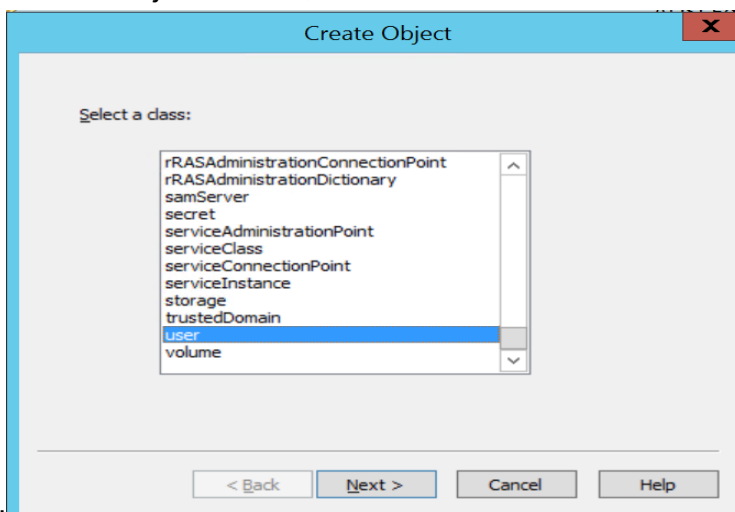 Create Object
X
Select a class:
rRASAdministrationConnectionPoint
rRASAdministrationDictionary
samServer
secret
serviceAdministrationPoint
serviceClass
serviceConnectionPoint
serviceInstance
storage
trustedDomain
user
volume
< Back Next > Cancel Help